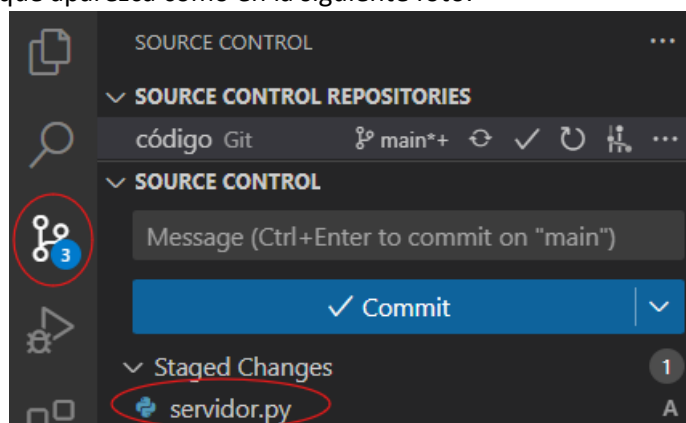 que aparezca como en la siguiente foto:
SOURCE CONTROL
SOURCE CONTROL REPOSITORIES
código Git main*+
SOURCE CONTROL
3
Message (Ctrl+Enter to commit on "main")
Commit
Staged Changes 1
servidor.py A